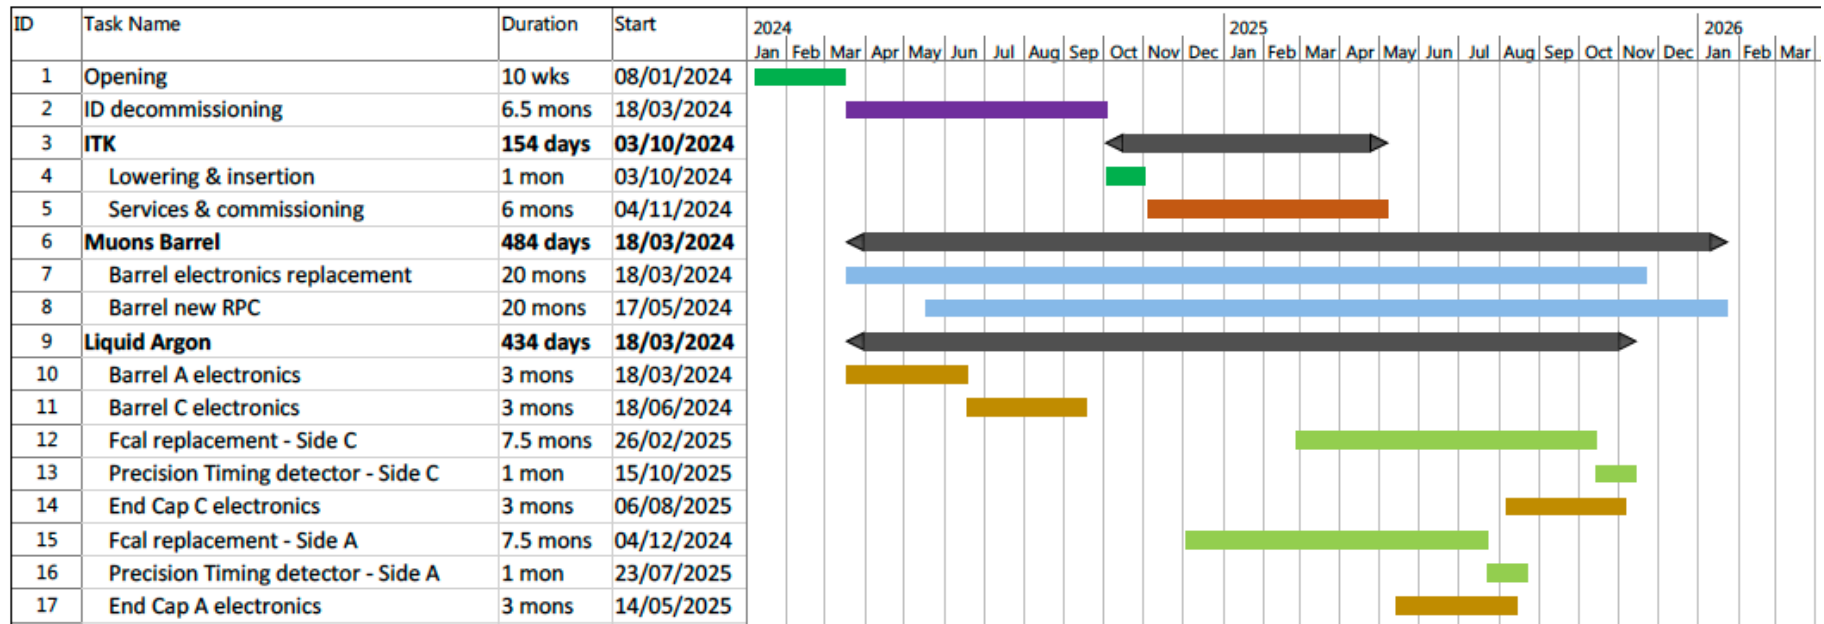 ID Task Name Duration Start 2024 2025 2026
Jan Feb Mar Apr May Jun Jul Aug Sep Oct Nov Dec Jan Feb Mar Apr May Jun Jul Aug Sep Oct Nov Dec Jan Feb Mar
1 Opening 10 wks 08/01/2024
2 ID decommissioning 6.5 mons 18/03/2024
3 ITK 154 days 03/10/2024
4 Lowering & insertion 1 mon 03/10/2024
5 Services & commissioning 6 mons 04/11/2024
6 Muons Barrel 484 days 18/03/2024
7 Barrel electronics replacement 20 mons 18/03/2024
8 Barrel new RPC 20 mons 17/05/2024
9 Liquid Argon 434 days 18/03/2024
10 Barrel A electronics 3 mons 18/03/2024
11 Barrel C electronics 3 mons 18/06/2024
12 Fcal replacement - Side C 7.5 mons 26/02/2025
13 Precision Timing detector - Side C 1 mon 15/10/2025
14 End Cap C electronics 3 mons 06/08/2025
15 Fcal replacement - Side A 7.5 mons 04/12/2024
16 Precision Timing detector - Side A 1 mon 23/07/2025
17 End Cap A electronics 3 mons 14/05/2025